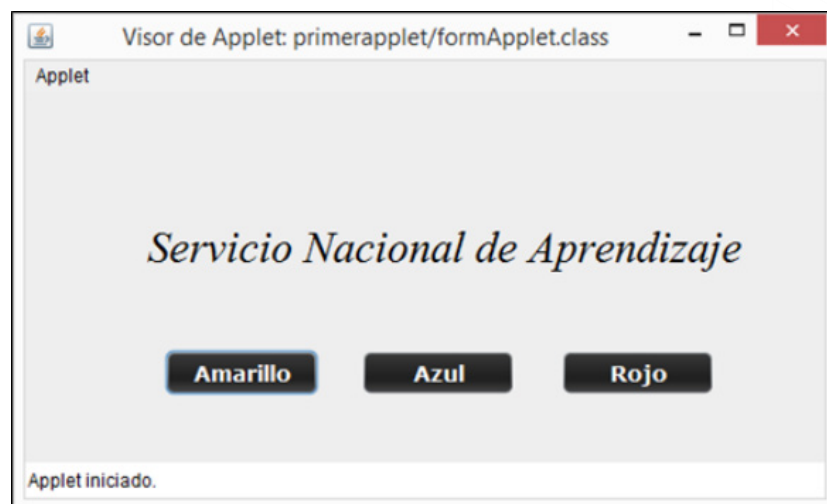 Visor de Applet: primerapplet/formApplet.class
Applet
Servicio Nacional de Aprendizaje
Amarillo Azul Rojo
Applet iniciado.